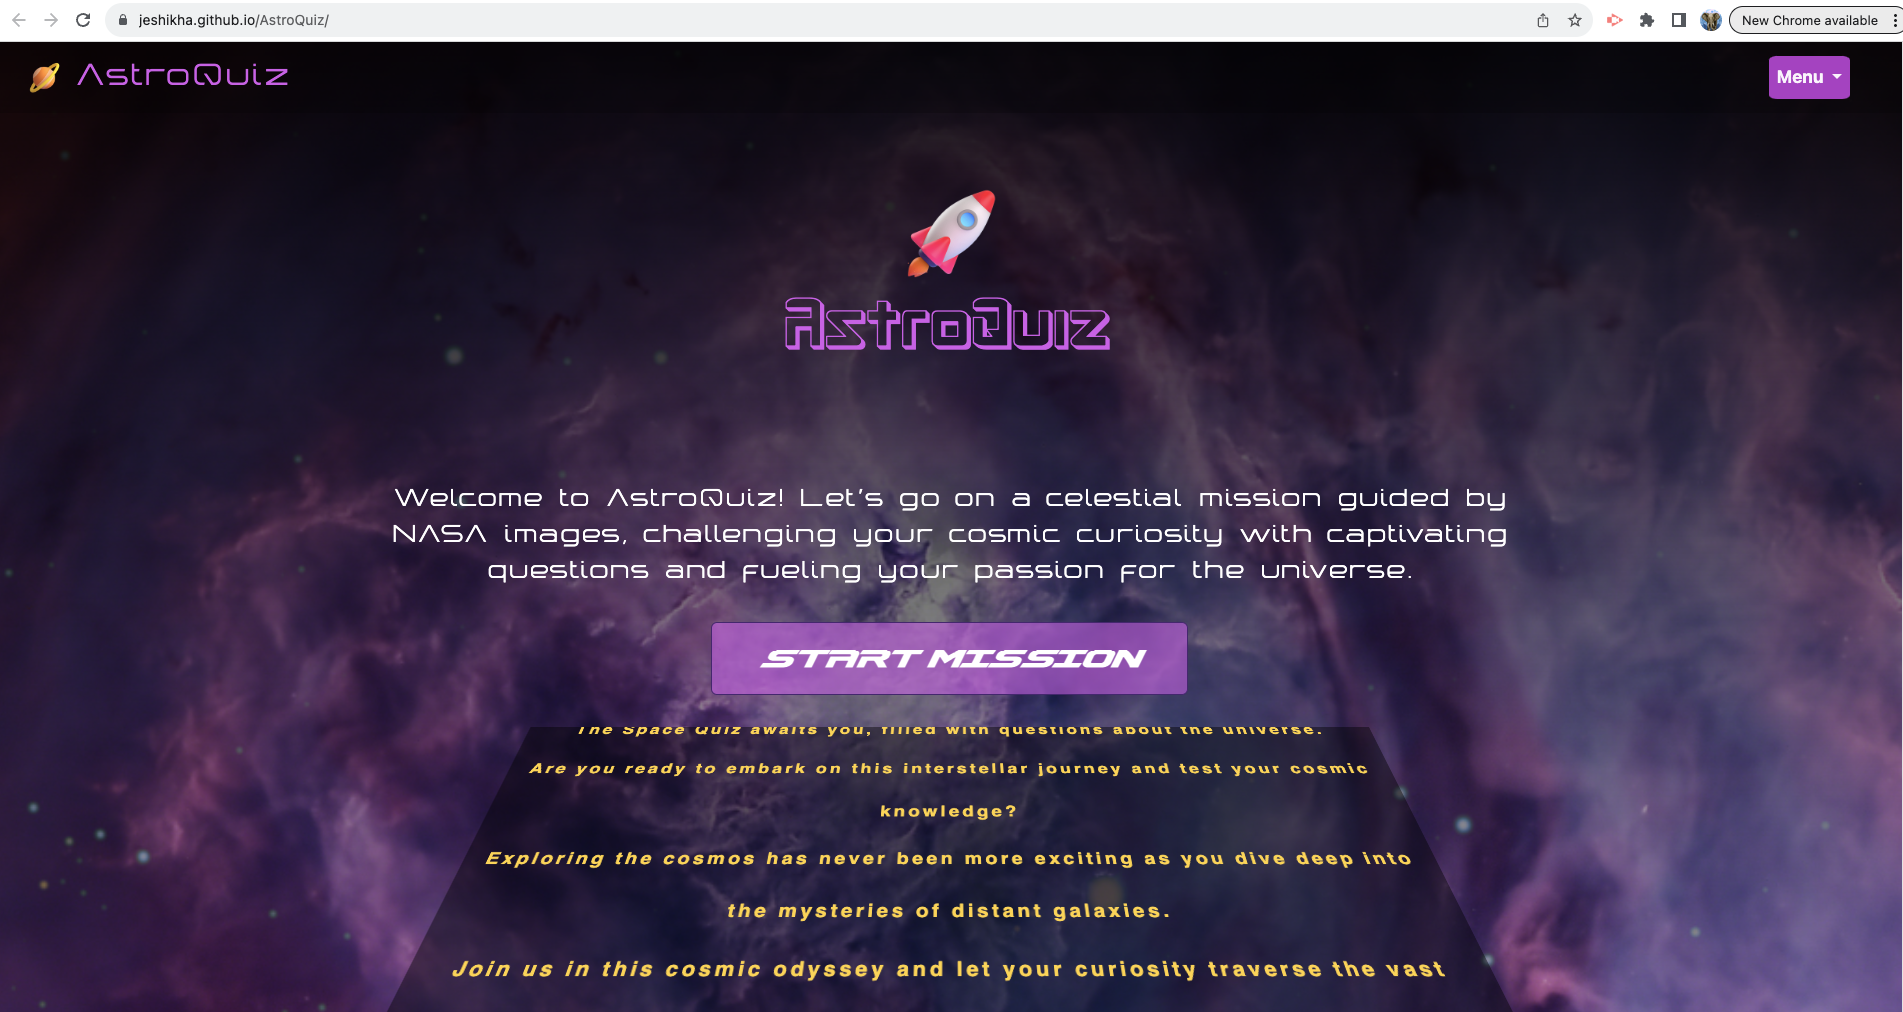 jeshikha.github.io/AstroQuiz/
New Chrome available
AstroQuiz
Menu
AstroQuiz
Welcome to AstroQuiz! Let's go on a celestial mission guided by
NASA images, challenging your cosmic curiosity with captivating
questions and fueling your passion for the universe.
START MISSION
The Space Quiz awaits you, filled with questions about the universe.
Are you ready to embark on this interstellar journey and test your cosmic
knowledge?
Exploring the cosmos has never been more exciting as you dive deep into
the mysteries of distant galaxies.
Join us in this cosmic odyssey and let your curiosity traverse the vast